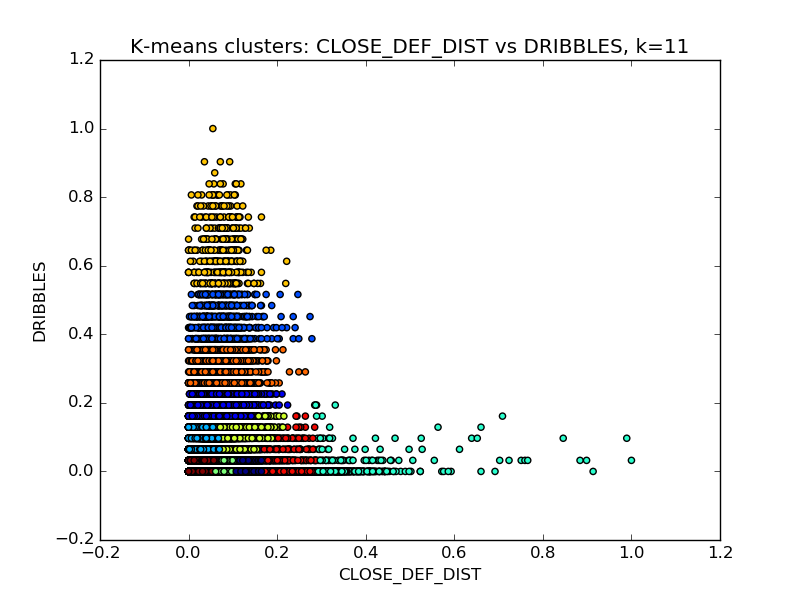 K-means clusters: CLOSE_DEF_DIST vs DRIBBLES, k=11
1.2
1.0
0.8
0.6
0.4
0.2
0.0
−0.2
DRIBBLES
−0.2 0.0 0.2 0.4 0.6 0.8 1.0 1.2
CLOSE_DEF_DIST